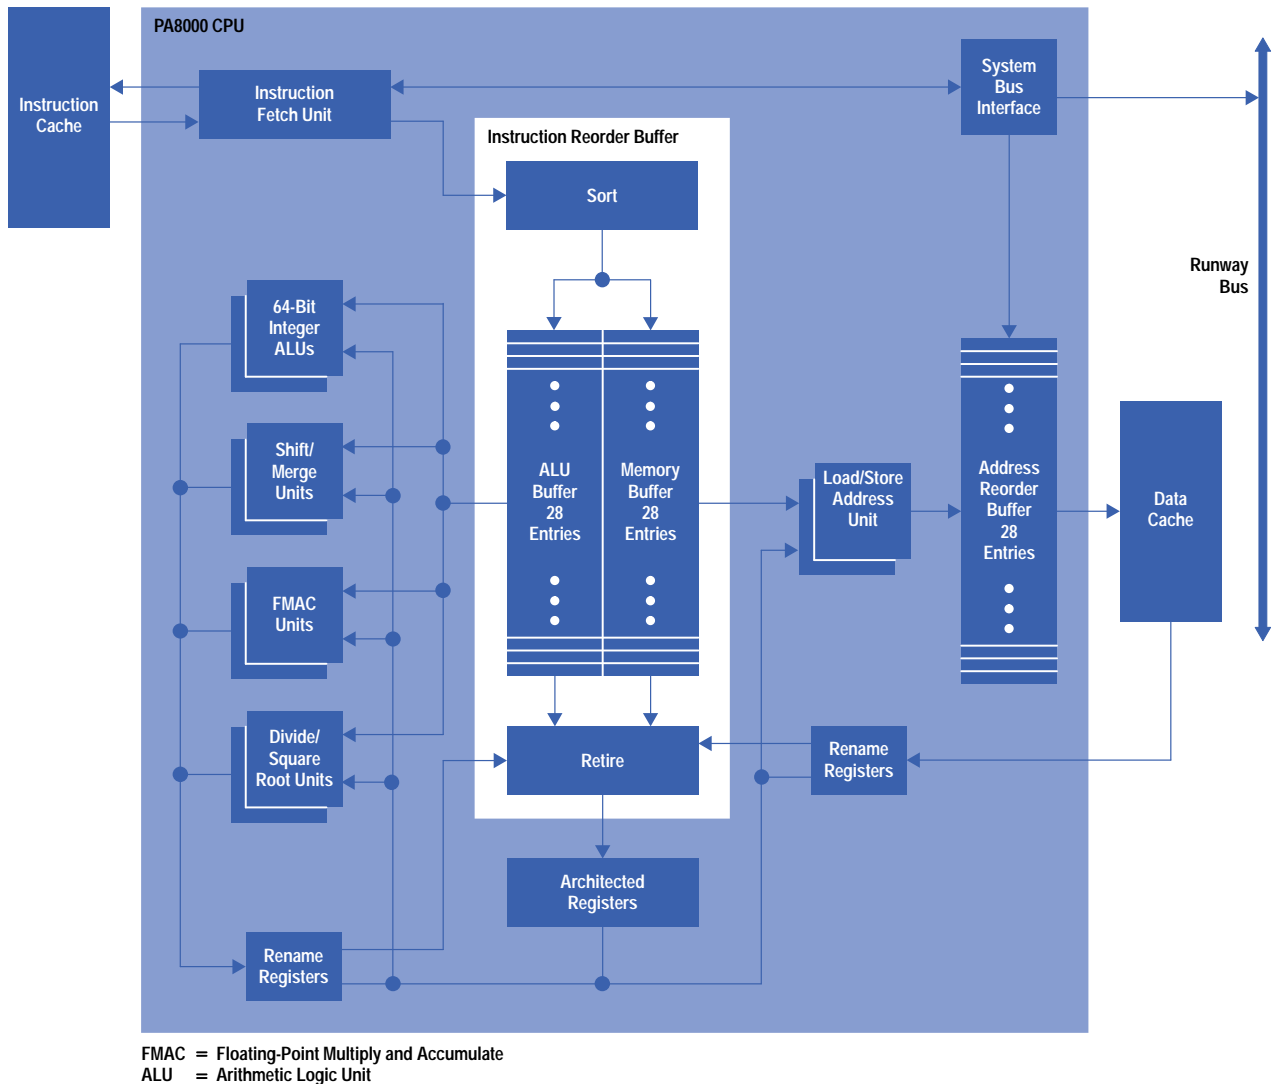 PA8000 CPU
Instruction
Cache
Instruction
Fetch Unit
System
Bus
Interface
Runway
Bus
Instruction Reorder Buffer
Sort
64-Bit
Integer
ALUs
Shift/
Merge
Units
FMAC
Units
Divide/
Square
Root Units
ALU
Buffer
28
Entries
Memory
Buffer
28
Entries
Load/Store
Address
Unit
Address
Reorder
Buffer
28
Entries
Data
Cache
Retire
Rename
Registers
Architected
Registers
Rename
Registers
FMAC = Floating-Point Multiply and Accumulate
ALU = Arithmetic Logic Unit